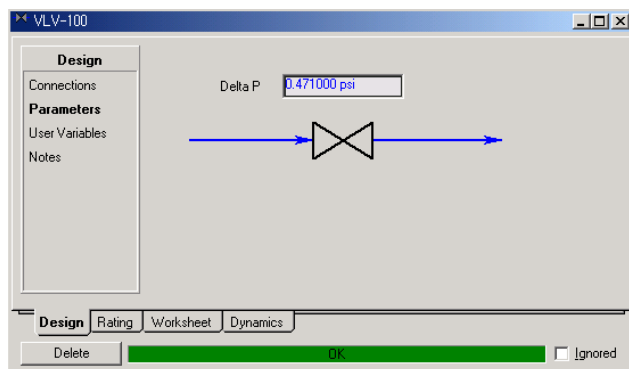 VLV-100
Design
Connections
Parameters
User Variables
Notes
Delta P
0.471000 psi
Design
Rating
Worksheet
Dynamics
Delete
OK
Ignored